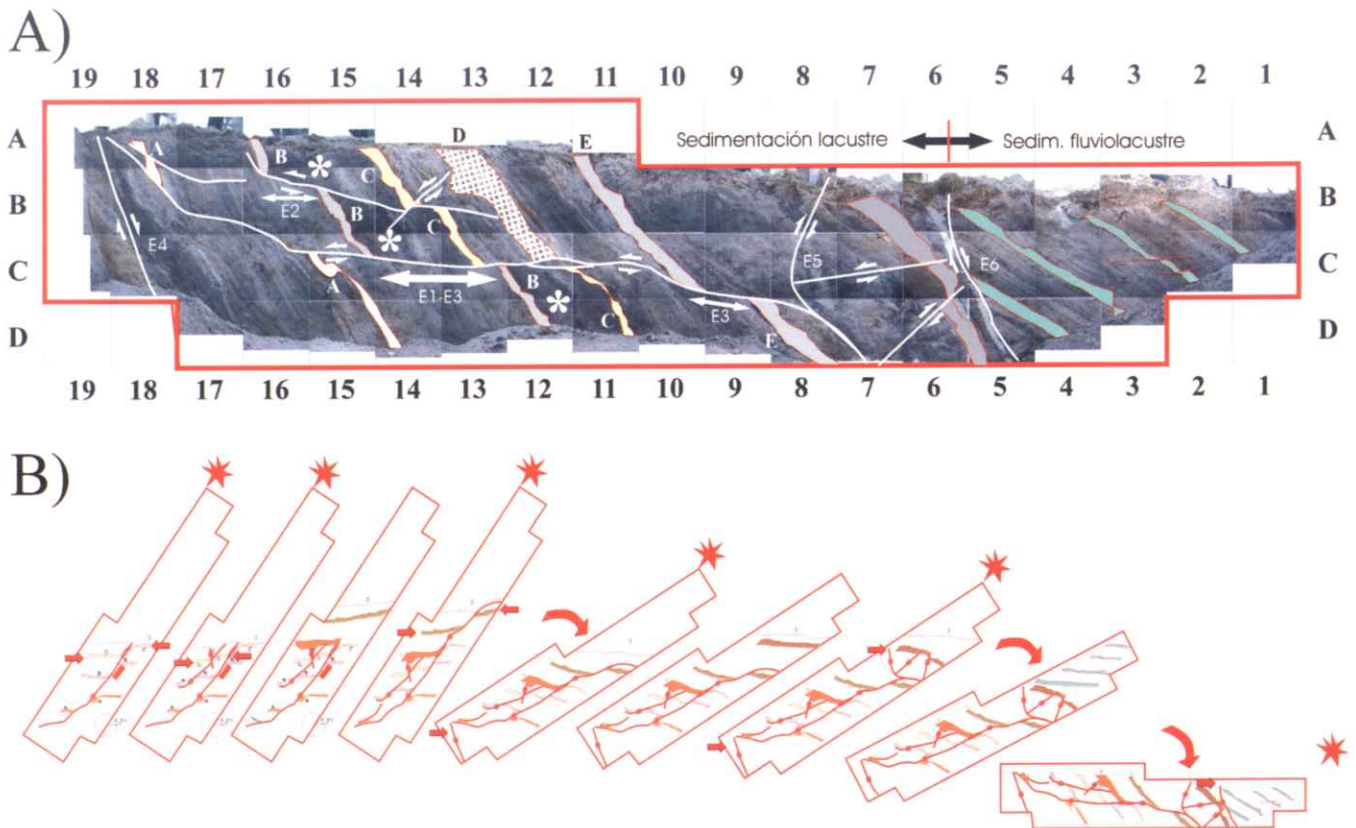 A)
19 18 17 16 15 14 13 12 11 10 9 8 7 6 5 4 3 2 1
A A B C D E Sedimentación lacustre Sedim. fluviolacustre A
B E2 B C B
C E4 A E1-E3 B C E3 E5 E6 C
D E D
19 18 17 16 15 14 13 12 11 10 9 8 7 6 5 4 3 2 1
B)